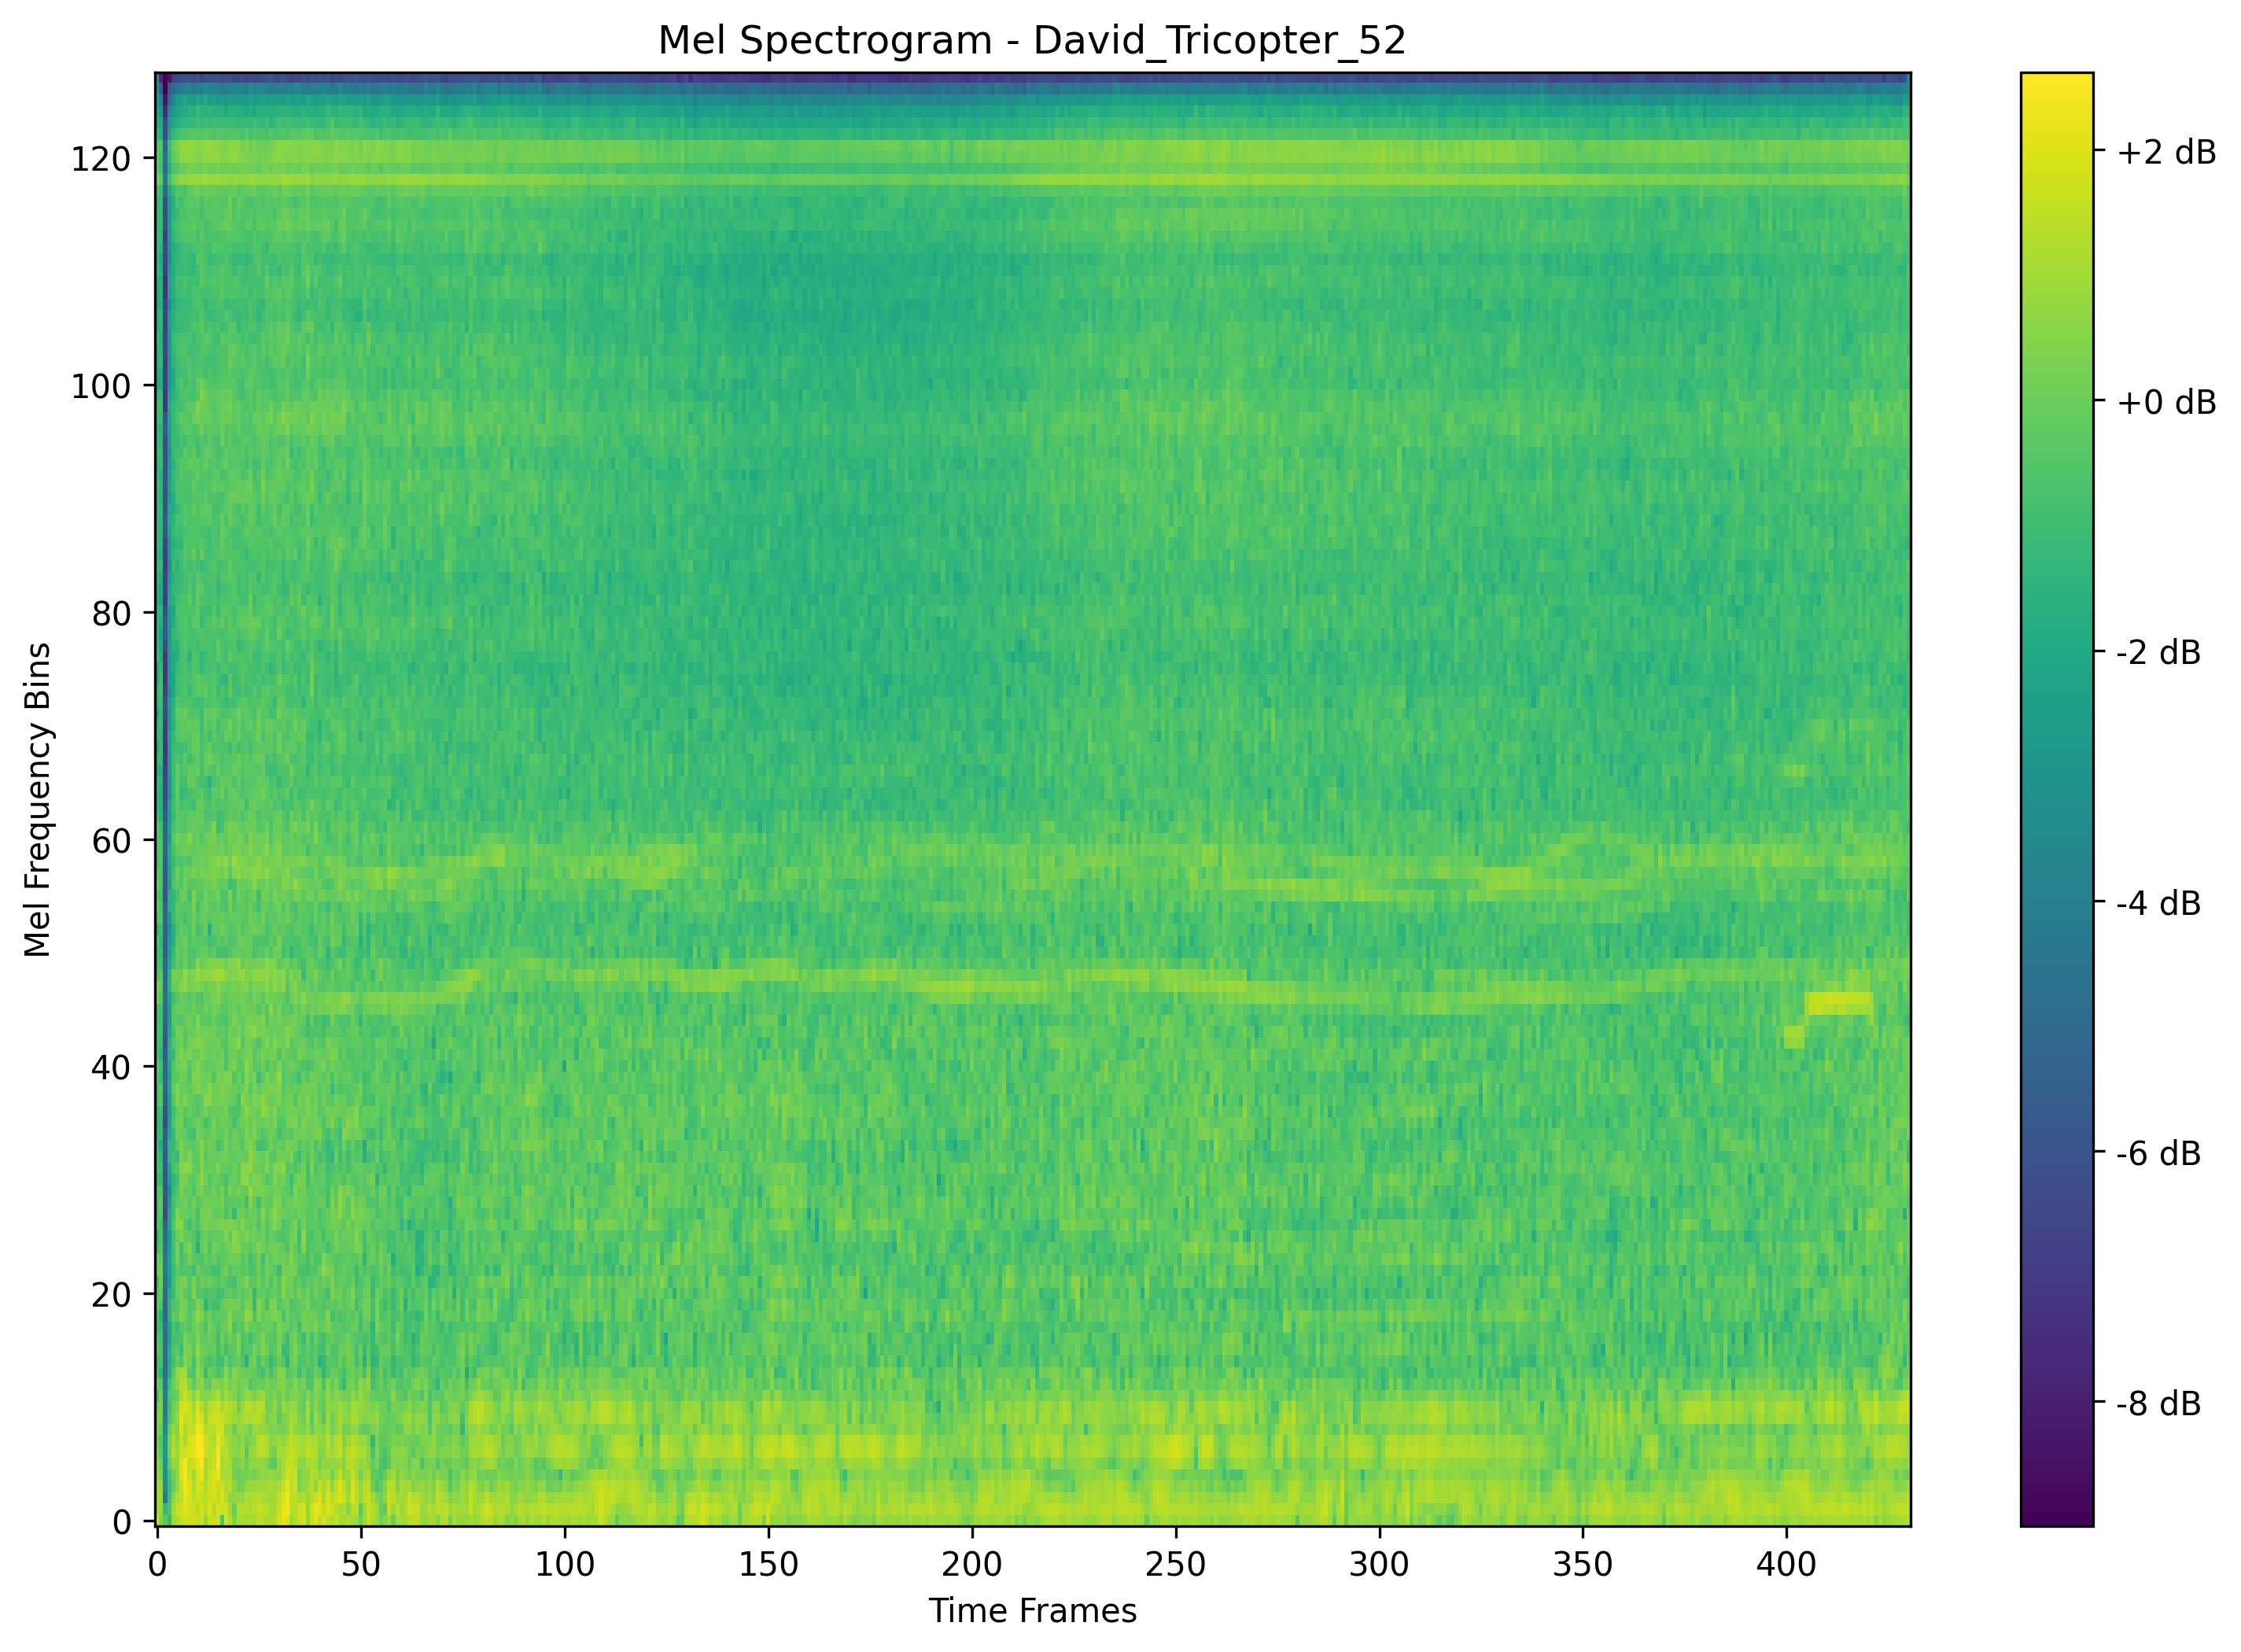 Mel Spectrogram - David_Tricopter_52
Mel Frequency Bins
120
100
80
60
40
20
0
0 50 100 150 200 250 300 350 400
Time Frames
+2 dB
+0 dB
-2 dB
-4 dB
-6 dB
-8 dB